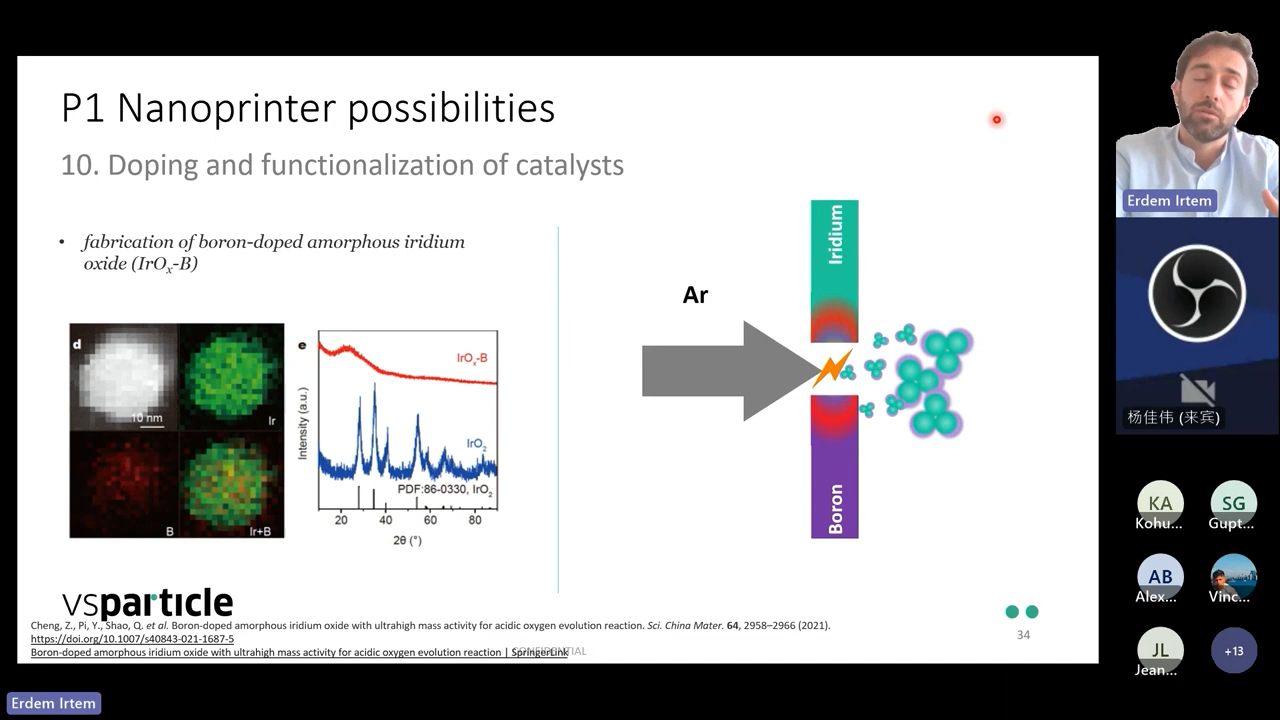 P1 Nanoprinter possibilities
10. Doping and functionalization of catalysts
• fabrication of boron-doped amorphous iridium
oxide (IrOx-B)
d
10 nm
Ir
B
Ir+B
e
Intensity (a.u.)
IrOx-B
IrO2
PDF:86-0330, IrO2
20 40 60 80
2θ (°)
Ar
Iridium
Boron
vsparticle
Cheng, Z., Pi, Y., Shao, Q. et al. Boron-doped amorphous iridium oxide with ultrahigh mass activity for acidic oxygen evolution reaction. Sci. China Mater. 64, 2958–2966 (2021).
https://doi.org/10.1007/s40843-021-1687-5
Boron-doped amorphous iridium oxide with ultrahigh mass activity for acidic oxygen evolution reaction | SpringerLink
CONFIDENTIAL
34
Erdem Irtem
杨佳伟 (来宾)
KA
Kohu...
SG
Gupt...
AB
Alex...
Vinc...
JL
Jean...
+13
Erdem Irtem